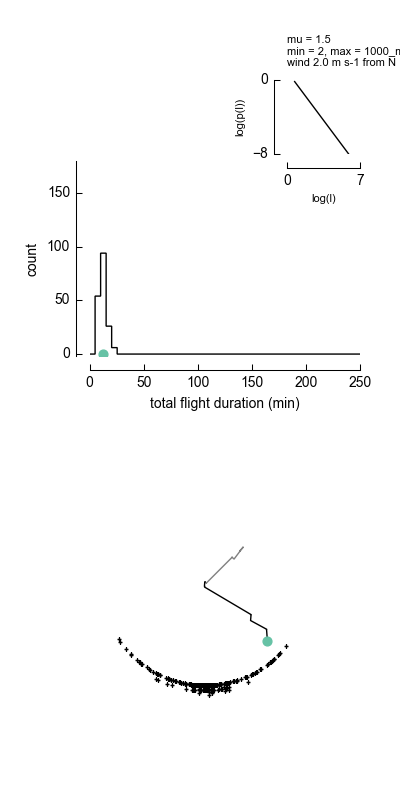 mu = 1.5
min = 2, max = 1000_m
wind 2.0 m s-1 from N
log(p(l))
0
−8
0 7
log(l)
count
150
100
50
0
0 50 100 150 200 250
total flight duration (min)